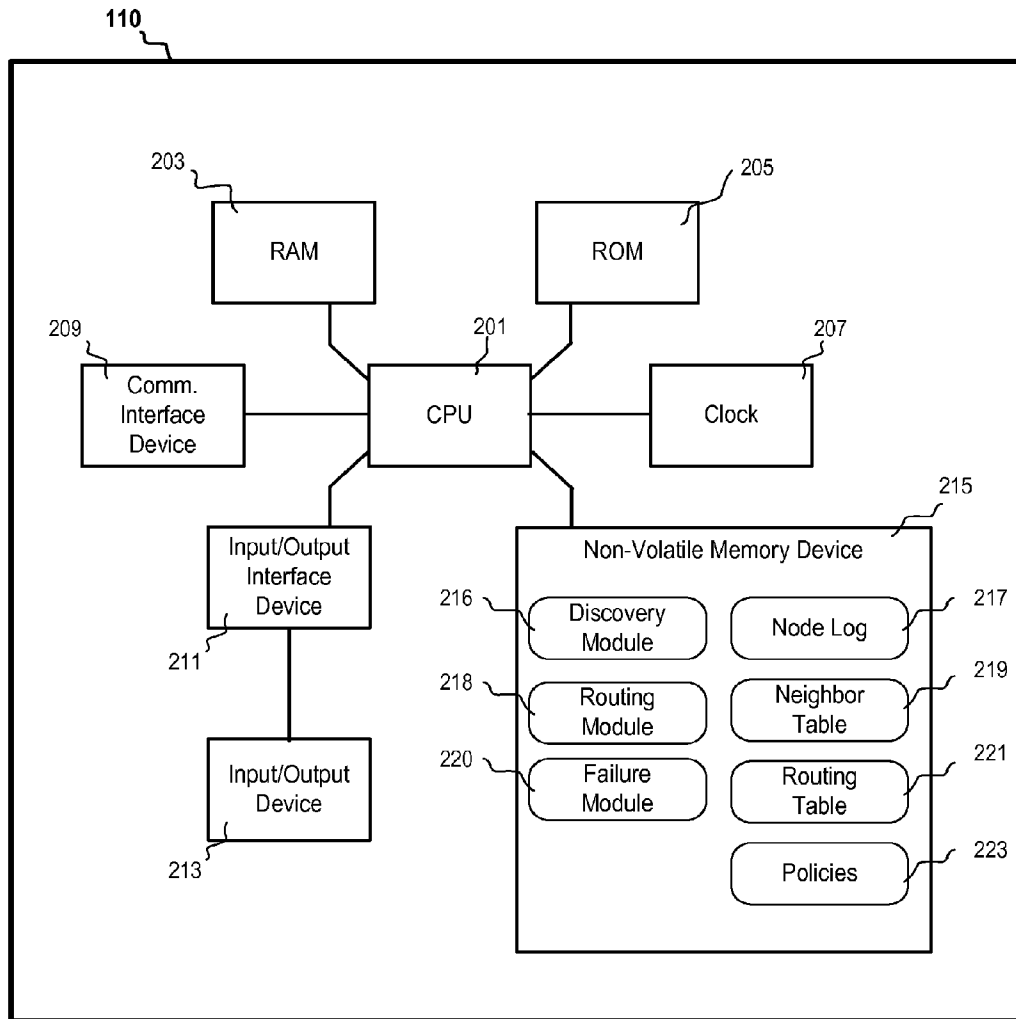 110
203
205
RAM
ROM
209
201
207
Comm.
Interface
Device
CPU
Clock
215
Input/Output
Interface
Device
211
Non-Volatile Memory Device
216
Discovery
Module
Node Log
217
218
Routing
Module
Neighbor
Table
219
220
Failure
Module
Routing
Table
221
Input/Output
Device
213
Policies
223